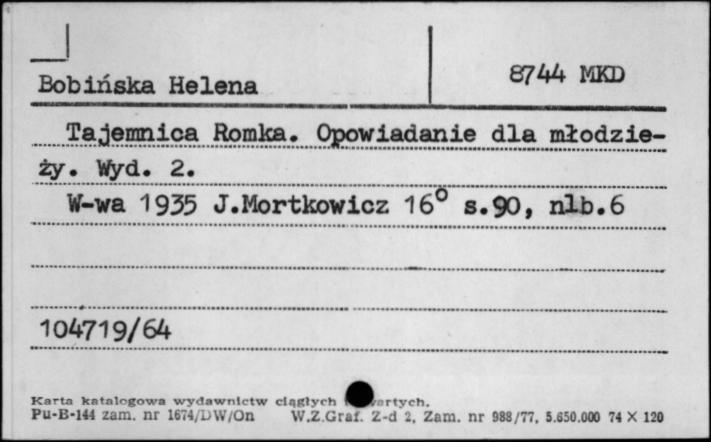 8744 MKD
Bobińska Helena
Tajemnica Romka. Opowiadanie dla młodzie-
ży. Wyd. 2.
W-wa 1935 J.Mortkowicz 16° s.90, nlb.6
104719/64
Karta katalogowa wydawnictw ciągłych
Pu-B-144 zam. nr 1674/DW/On W.Z.Graf. Z-d 2, Zam. nr 988/77, 5.650.000 74 X 120